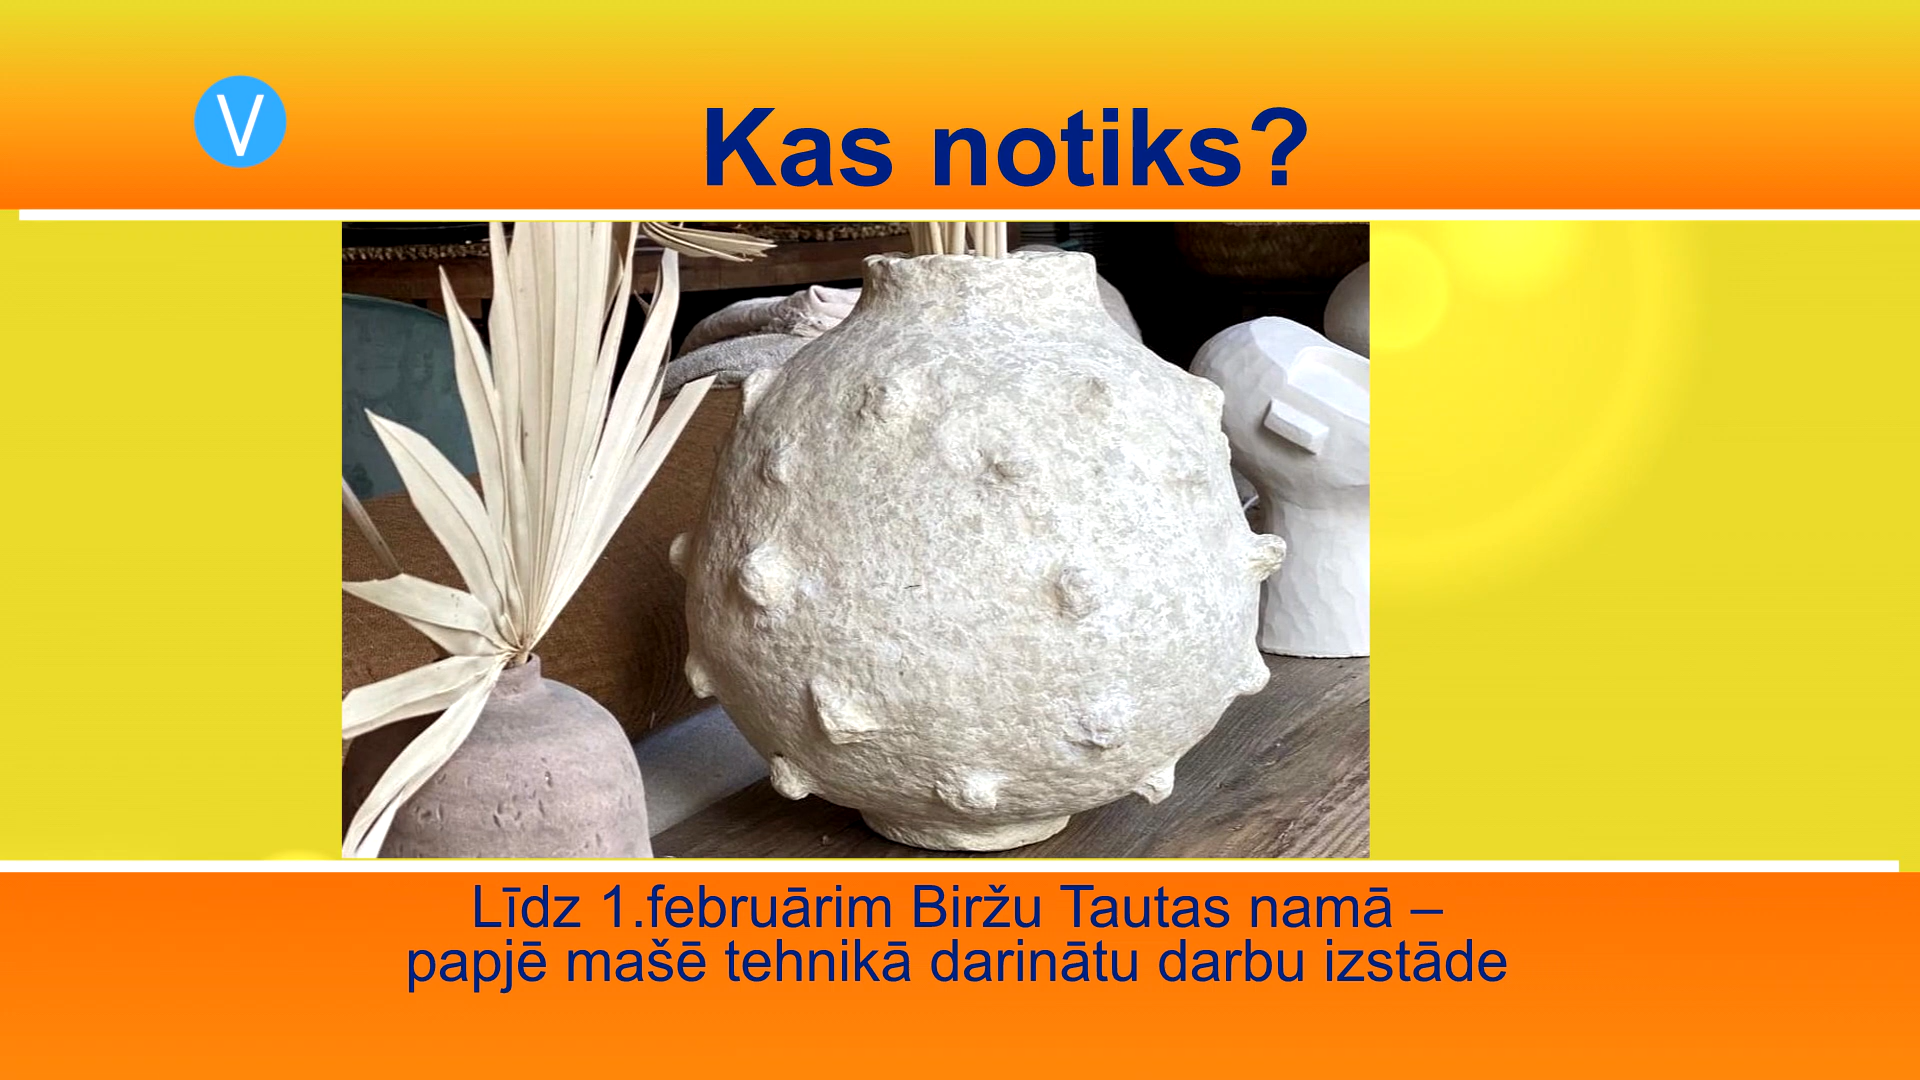 V
Kas notiks?
Līdz 1.februārim Biržu Tautas namā –
papjē mašē tehnikā darinātu darbu izstāde